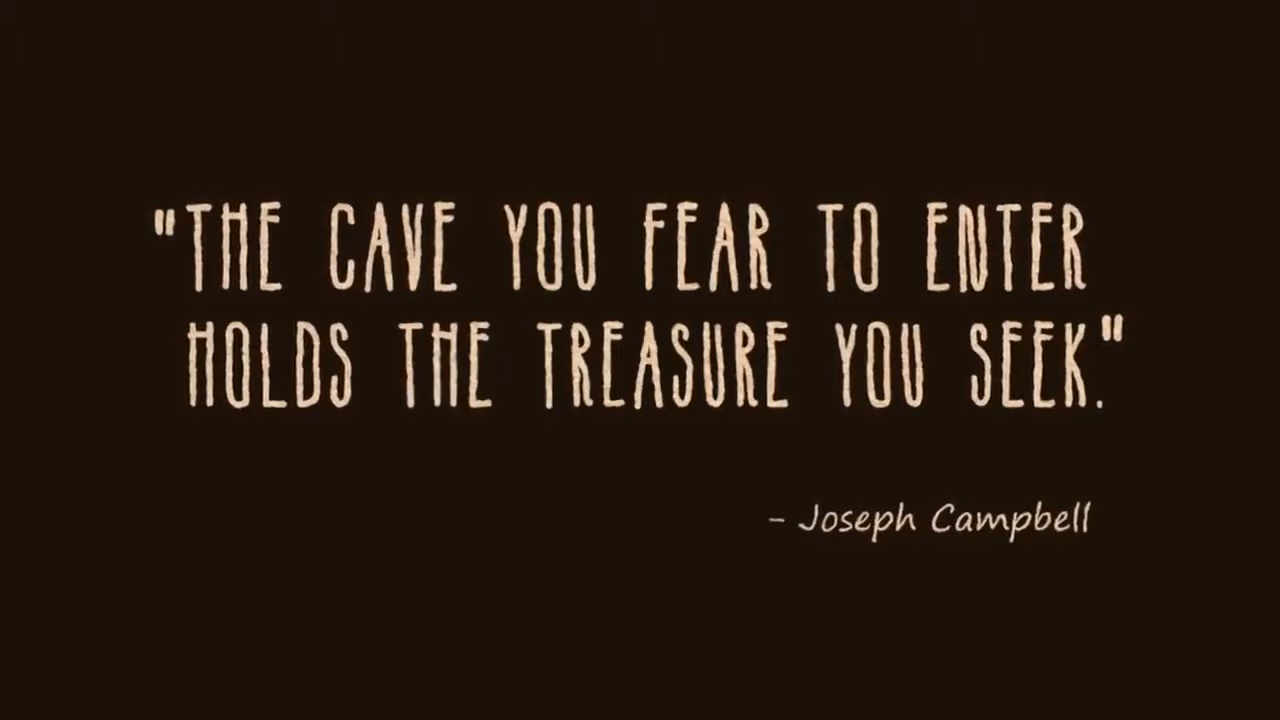 "THE CAVE YOU FEAR TO ENTER
HOLDS THE TREASURE YOU SEEK."
- Joseph Campbell